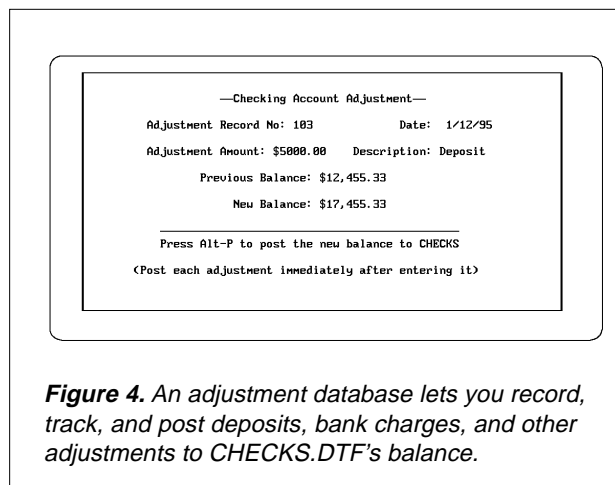 —Checking Account Adjustment—
Adjustment Record No: 103 Date: 1/12/95
Adjustment Amount: $5000.00 Description: Deposit
Previous Balance: $12,455.33
New Balance: $17,455.33
Press Alt-P to post the new balance to CHECKS
(Post each adjustment immediately after entering it)
Figure 4. An adjustment database lets you record,
track, and post deposits, bank charges, and other
adjustments to CHECKS.DTF's balance.